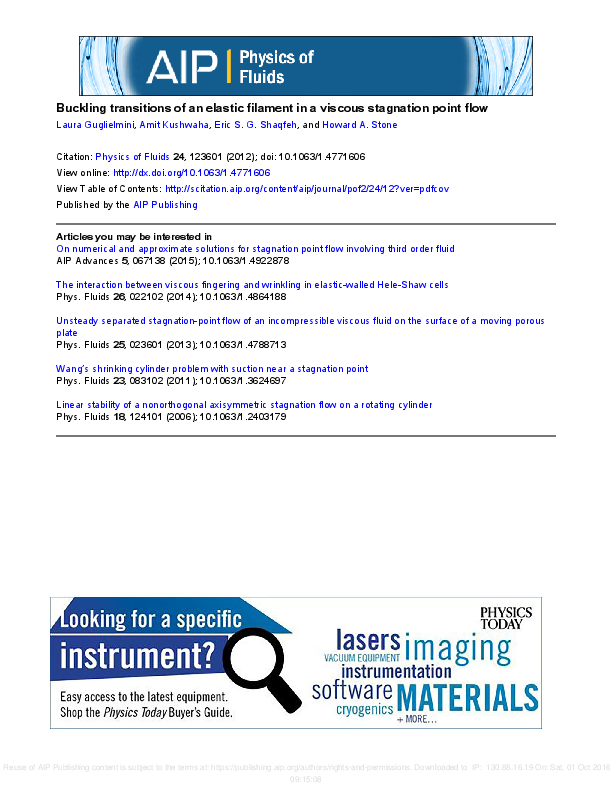 AIP | Physics of
Fluids
Buckling transitions of an elastic filament in a viscous stagnation point flow
Laura Guglielmini, Amit Kushwaha, Eric S. G. Shaqfeh, and Howard A. Stone
Citation: Physics of Fluids 24, 123601 (2012); doi: 10.1063/1.4771606
View online: http://dx.doi.org/10.1063/1.4771606
View Table of Contents: http://scitation.aip.org/content/aip/journal/pof2/24/12?ver=pdfcov
Published by the AIP Publishing
Articles you may be interested in
On numerical and approximate solutions for stagnation point flow involving third order fluid
AIP Advances 5, 067138 (2015); 10.1063/1.4922878
The interaction between viscous fingering and wrinkling in elastic-walled Hele-Shaw cells
Phys. Fluids 26, 022102 (2014); 10.1063/1.4864188
Unsteady separated stagnation-point flow of an incompressible viscous fluid on the surface of a moving porous
plate
Phys. Fluids 25, 023601 (2013); 10.1063/1.4788713
Wang's shrinking cylinder problem with suction near a stagnation point
Phys. Fluids 23, 083102 (2011); 10.1063/1.3624697
Linear stability of a nonorthogonal axisymmetric stagnation flow on a rotating cylinder
Phys. Fluids 18, 124101 (2006); 10.1063/1.2403179
Looking for a specific
instrument?
Easy access to the latest equipment.
Shop the Physics Today Buyer's Guide.
PHYSICS
TODAY
lasers imaging
VACUUM EQUIPMENT
instrumentation
software MATERIALS
cryogenics
+ MORE...
Reuse of AIP Publishing content is subject to the terms at: https://publishing.aip.org/authors/rights-and-permissions. Downloaded to IP: 130.88.16.19 On: Sat, 01 Oct 2016
09:15:08